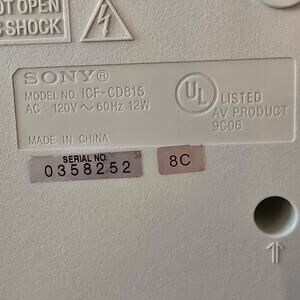 NOT OPEN
C SHOCK
SONY®
MODEL NO. ICF-CD815
AC : 120V ~ 60Hz 12W
UL
LISTED
AV PRODUCT
9C06
MADE IN CHINA
SERIAL NO.
0358252
8C